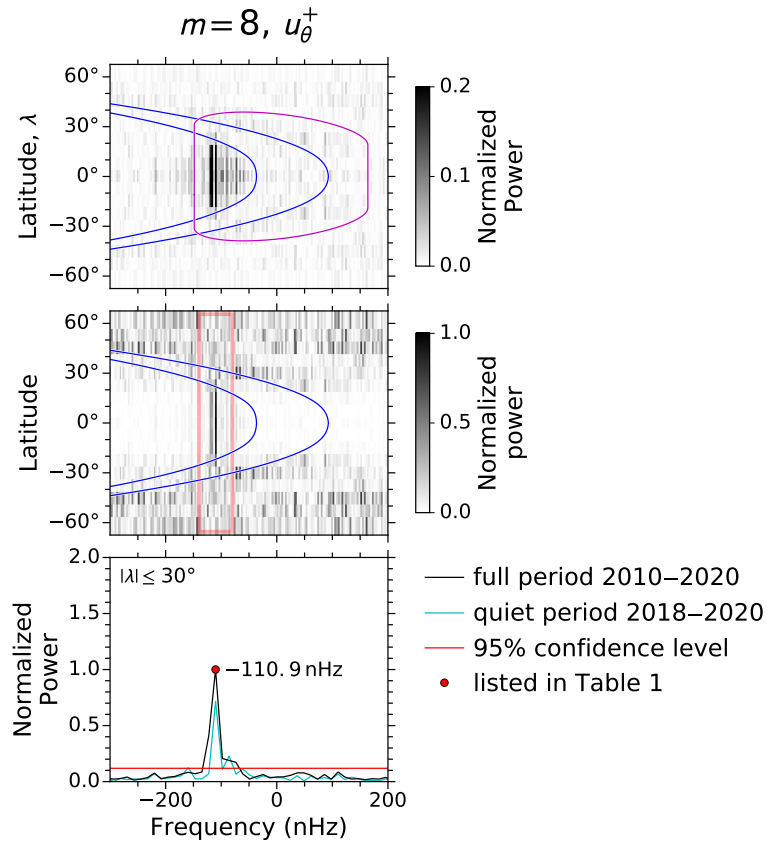 m = 8, u_θ^+
60°
30°
0°
−30°
−60°
Latitude, λ
0.2
0.1
0.0
Normalized
Power
60°
30°
0°
−30°
−60°
Latitude
1.0
0.5
0.0
Normalized
power
2.0
1.5
1.0
0.5
0.0
Normalized
Power
|λ| ≤ 30°
−110.9 nHz
−200
0
200
Frequency (nHz)
full period 2010−2020
quiet period 2018−2020
95% confidence level
listed in Table 1